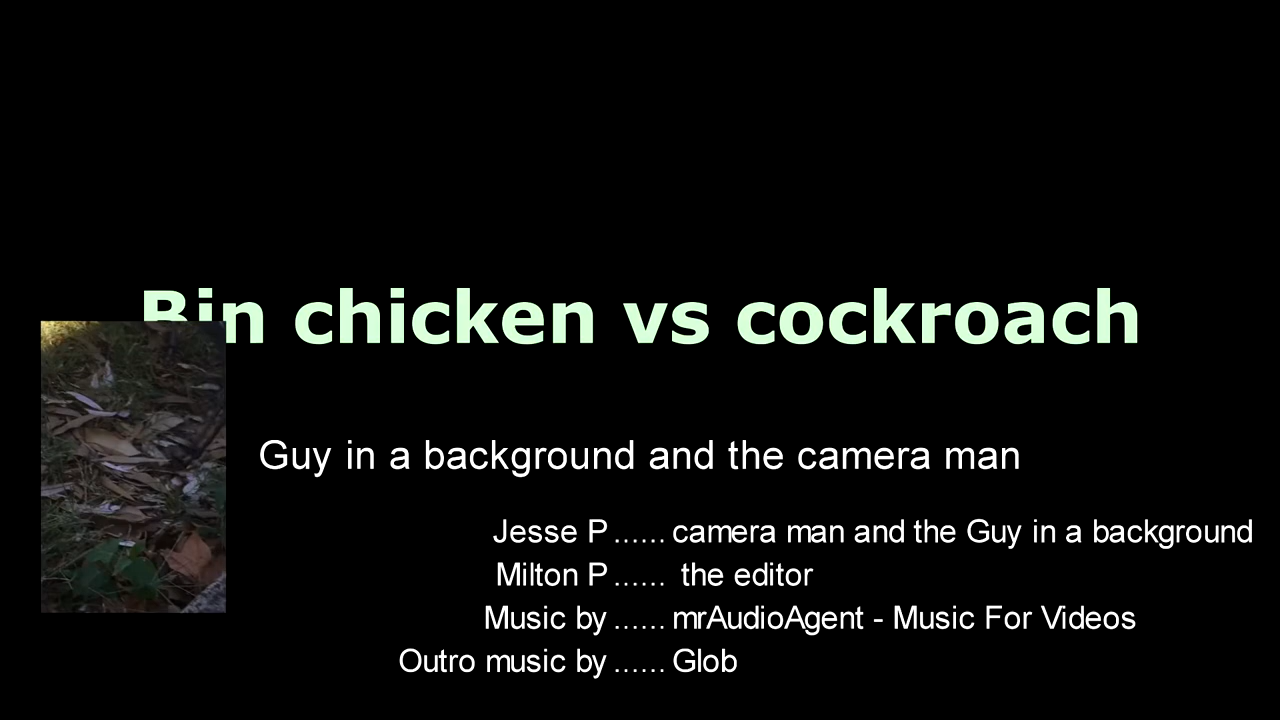 Bin chicken vs cockroach
Guy in a background and the camera man
Jesse P ...... camera man and the Guy in a background
Milton P ...... the editor
Music by ...... mrAudioAgent - Music For Videos
Outro music by ...... Glob